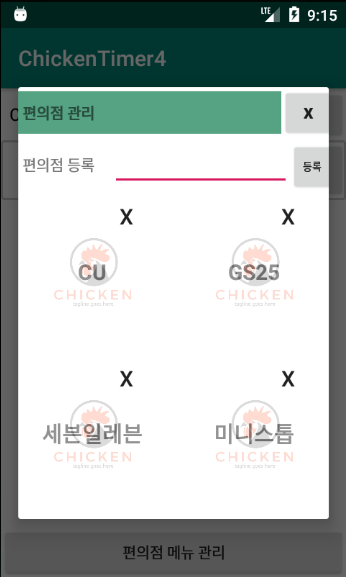 LTE 9:15
ChickenTimer4
편의점 관리 X
편의점 등록 등록
X X
CU GS25
CHICKEN CHICKEN
X X
세븐일레븐 미니스톱
CHICKEN CHICKEN
편의점 메뉴 관리